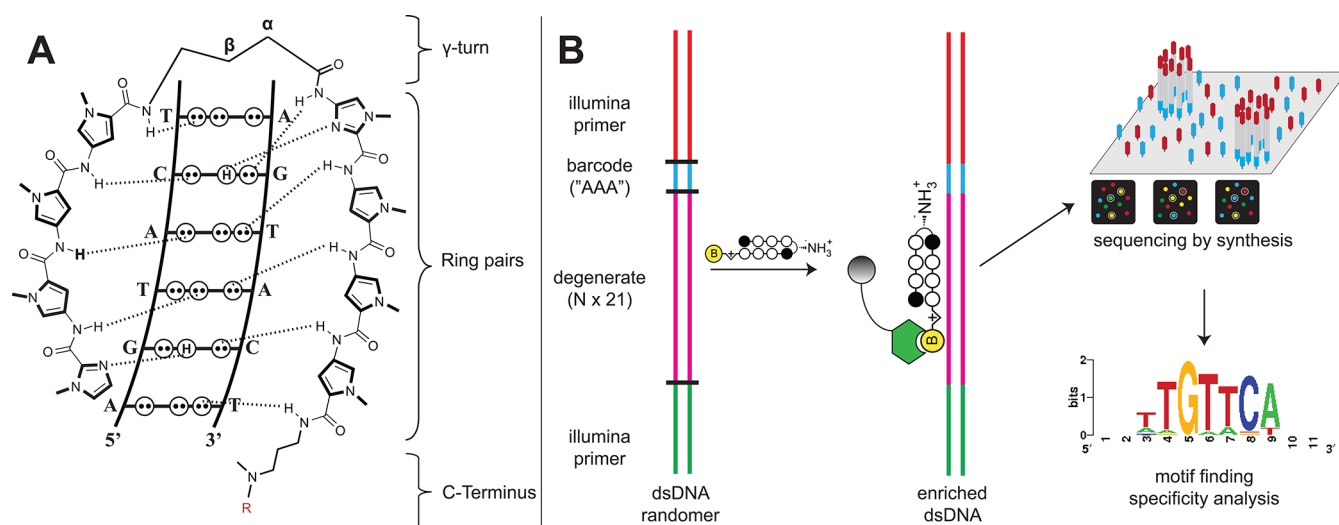 A
β
α
γ-turn
Ring pairs
C-Terminus
O
N
N
H
H
N
O
T
A
N
N
O
N
H
C
H
G
O
N
H
N
N
O
A
T
N
H
N
H
N
O
T
A
O
N
H
N
N
H
G
H
C
H
N
O
N
N
N
A
T
H
N
O
5’
3’
N
R
B
illumina
primer
barcode
("AAA")
degenerate
(N x 21)
illumina
primer
dsDNA
randomer
B
+
NH3+
NH3+
+
B
enriched
dsDNA
sequencing by synthesis
2
1
0
bits
T T G T T C A
5′ 1 2 3 4 5 6 7 8 9 10 11 3′
motif finding
specificity analysis